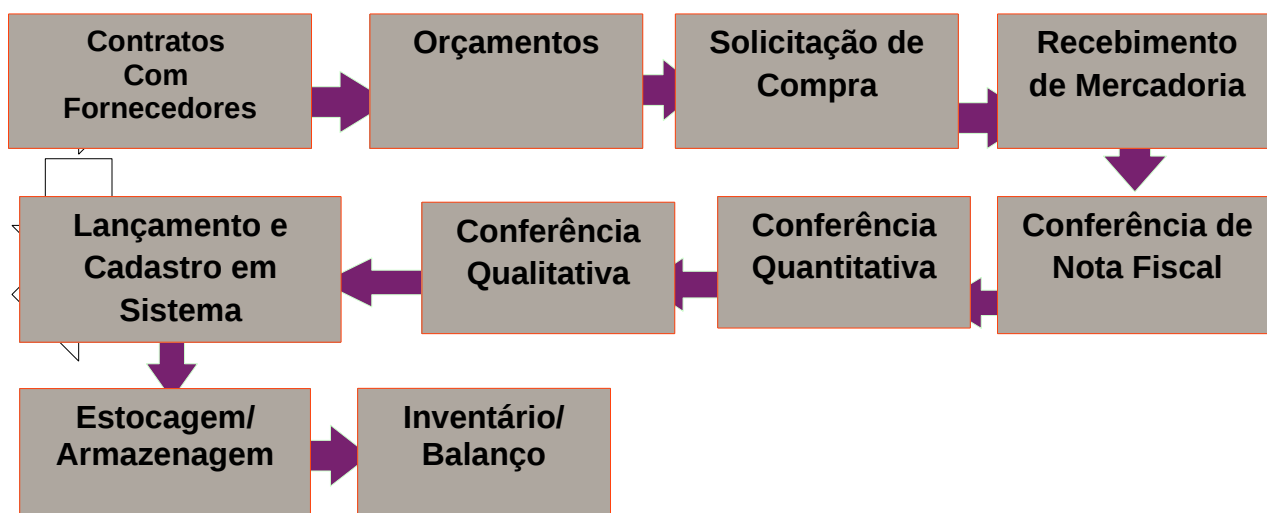 Contratos
Com
Fornecedores
Orçamentos
Solicitação de
Compra
Recebimento
de Mercadoria
Conferência de
Nota Fiscal
Conferência
Quantitativa
Conferência
Qualitativa
Lançamento e
Cadastro em
Sistema
Estocagem/
Armazenagem
Inventário/
Balanço